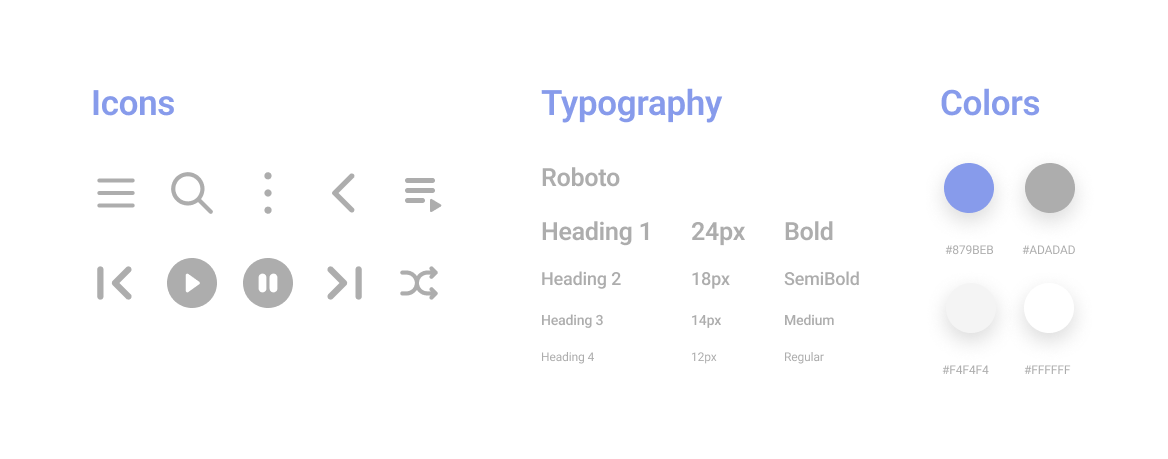 Icons
Typography
Roboto
Heading 1 24px Bold
Heading 2 18px SemiBold
Heading 3 14px Medium
Heading 4 12px Regular
Colors
#879BEB #ADADAD
#F4F4F4 #FFFFFF